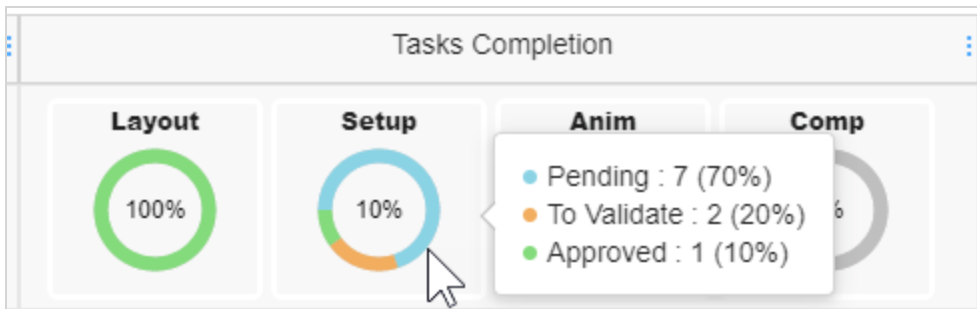 Tasks Completion
Layout
Setup
Anim
Comp
100%
10%
Pending : 7 (70%)
To Validate : 2 (20%)
Approved : 1 (10%)